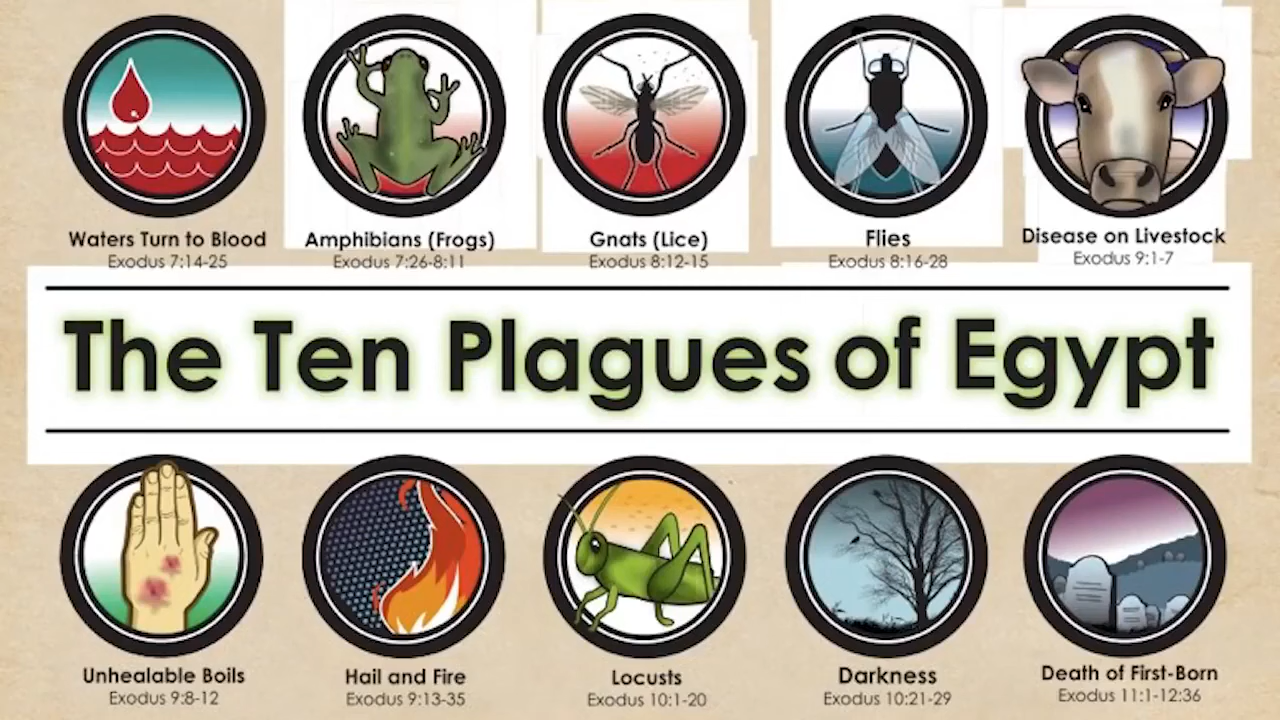 Waters Turn to Blood
Exodus 7:14-25
Amphibians (Frogs)
Exodus 7:26-8:11
Gnats (Lice)
Exodus 8:12-15
Flies
Exodus 8:16-28
Disease on Livestock
Exodus 9:1-7
The Ten Plagues of Egypt
Unhealable Boils
Exodus 9:8-12
Hail and Fire
Exodus 9:13-35
Locusts
Exodus 10:1-20
Darkness
Exodus 10:21-29
Death of First-Born
Exodus 11:1-12:36